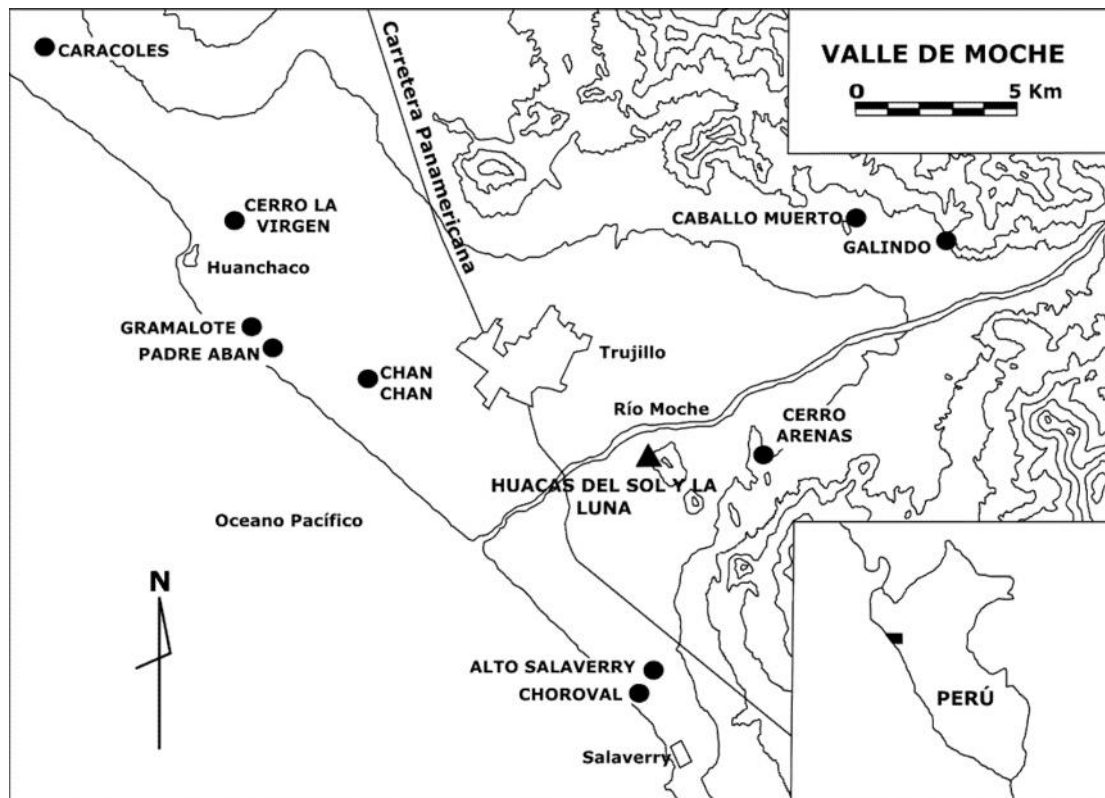 CARACOLES
Carretera Panamericana
VALLE DE MOCHE
0 5 Km
CERRO LA
VIRGEN
Huanchaco
CABALLO MUERTO
GALINDO
GRAMALOTE
PADRE ABAN
CHAN
CHAN
Trujillo
Río Moche
CERRO
ARENAS
HUACAS DEL SOL Y LA
LUNA
Oceano Pacífico
N
ALTO SALAVERRY
CHOROVAL
Salaverry
PERÚ